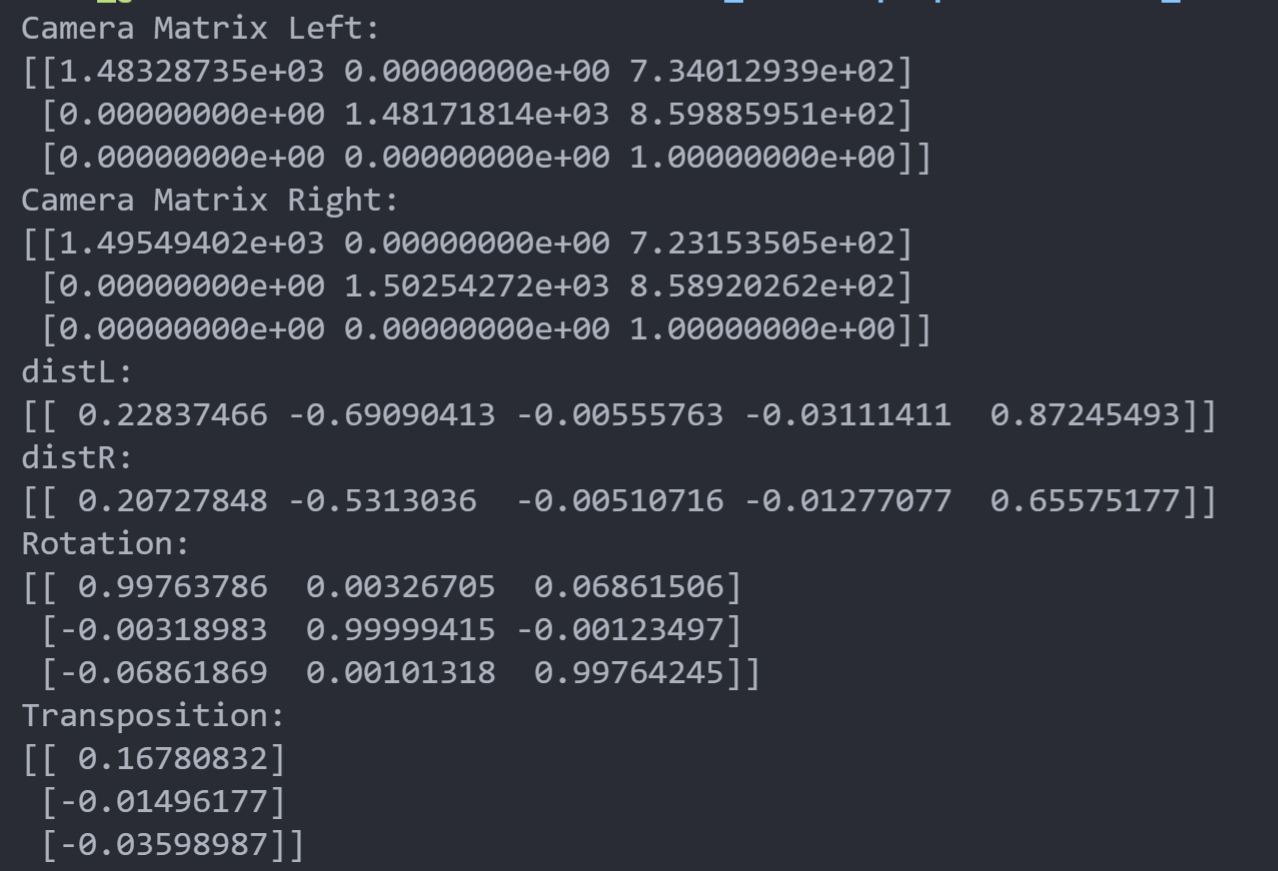 Camera Matrix Left:
[[1.48328735e+03 0.00000000e+00 7.34012939e+02]
 [0.00000000e+00 1.48171814e+03 8.59885951e+02]
 [0.00000000e+00 0.00000000e+00 1.00000000e+00]]
Camera Matrix Right:
[[1.49549402e+03 0.00000000e+00 7.23153505e+02]
 [0.00000000e+00 1.50254272e+03 8.58920262e+02]
 [0.00000000e+00 0.00000000e+00 1.00000000e+00]]
distL:
[[ 0.22837466 -0.69090413 -0.00555763 -0.03111411  0.87245493]]
distR:
[[ 0.20727848 -0.5313036  -0.00510716 -0.01277077  0.65575177]]
Rotation:
[[ 0.99763786  0.00326705  0.06861506]
 [-0.00318983  0.99999415 -0.00123497]
 [-0.06861869  0.00101318  0.99764245]]
Transposition:
[[ 0.16780832]
 [-0.01496177]
 [-0.03598987]]